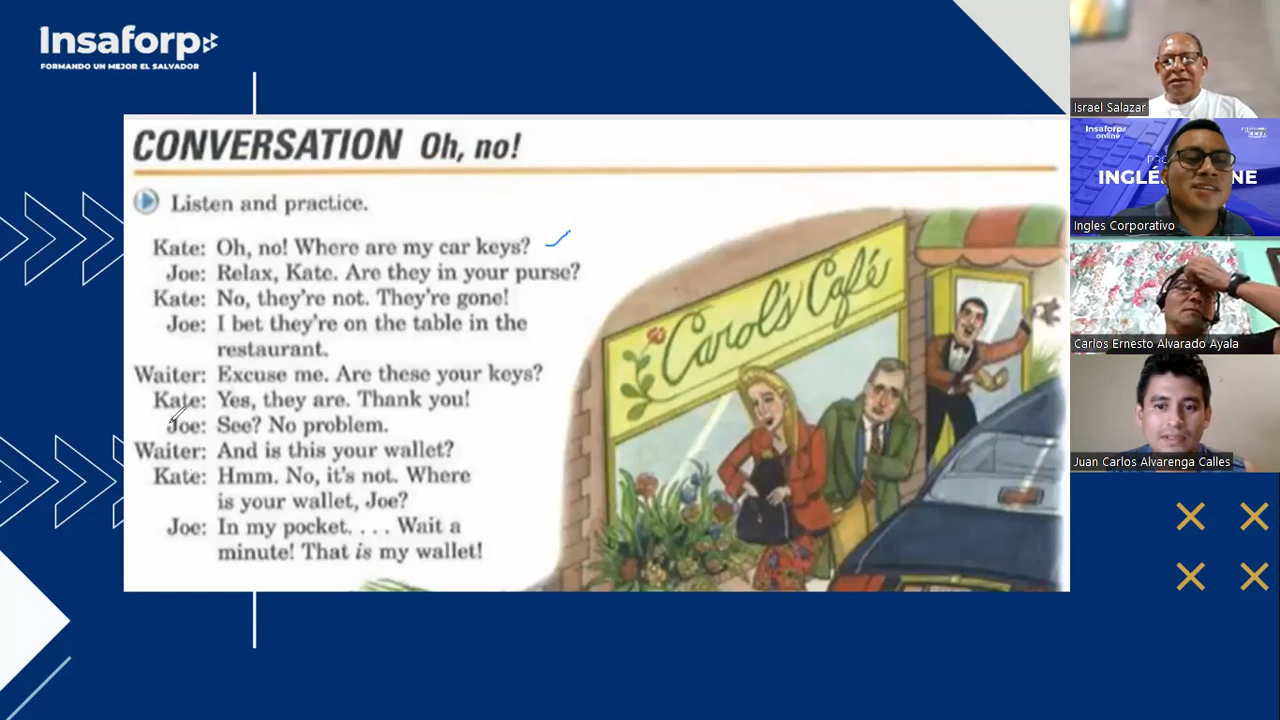 Insaforp
FORMANDO UN MEJOR EL SALVADOR
CONVERSATION Oh, no!
Listen and practice.
Kate: Oh, no! Where are my car keys?
Joe: Relax, Kate. Are they in your purse?
Kate: No, they're not. They're gone!
Joe: I bet they're on the table in the
restaurant.
Waiter: Excuse me. Are these your keys?
Kate: Yes, they are. Thank you!
Joe: See? No problem.
Waiter: And is this your wallet?
Kate: Hmm. No, it's not. Where
is your wallet, Joe?
Joe: In my pocket. . . . Wait a
minute! That is my wallet!
Carol's Café
Israel Salazar
Insaforp
online
INGLÉS
NE
Ingles Corporativo
Carlos Ernesto Alvarado Ayala
Juan Carlos Alvarenga Calles